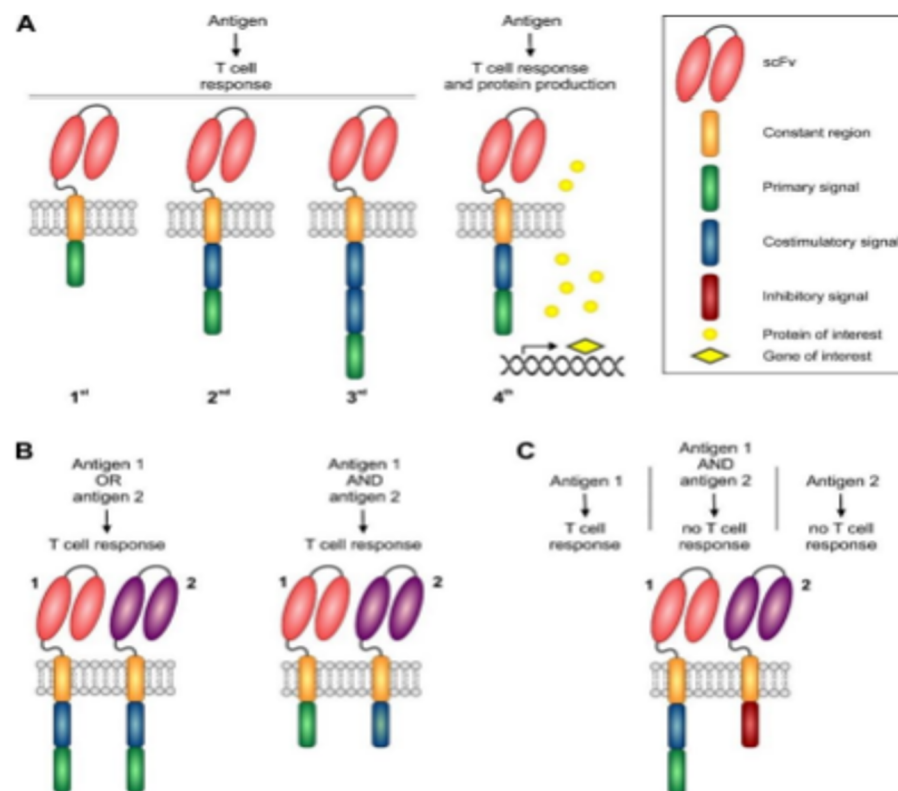 A
Antigen
T cell
response
Antigen
T cell response
and protein production
scFv
Constant region
Primary signal
Costimulatory signal
Inhibitory signal
Protein of interest
Gene of interest
1st
2nd
3rd
4th
B
Antigen 1
OR
antigen 2
T cell response
1
2
Antigen 1
AND
antigen 2
T cell response
1
2
C
Antigen 1
T cell
response
Antigen 1
AND
antigen 2
no T cell
response
Antigen 2
no T cell
response
1
2